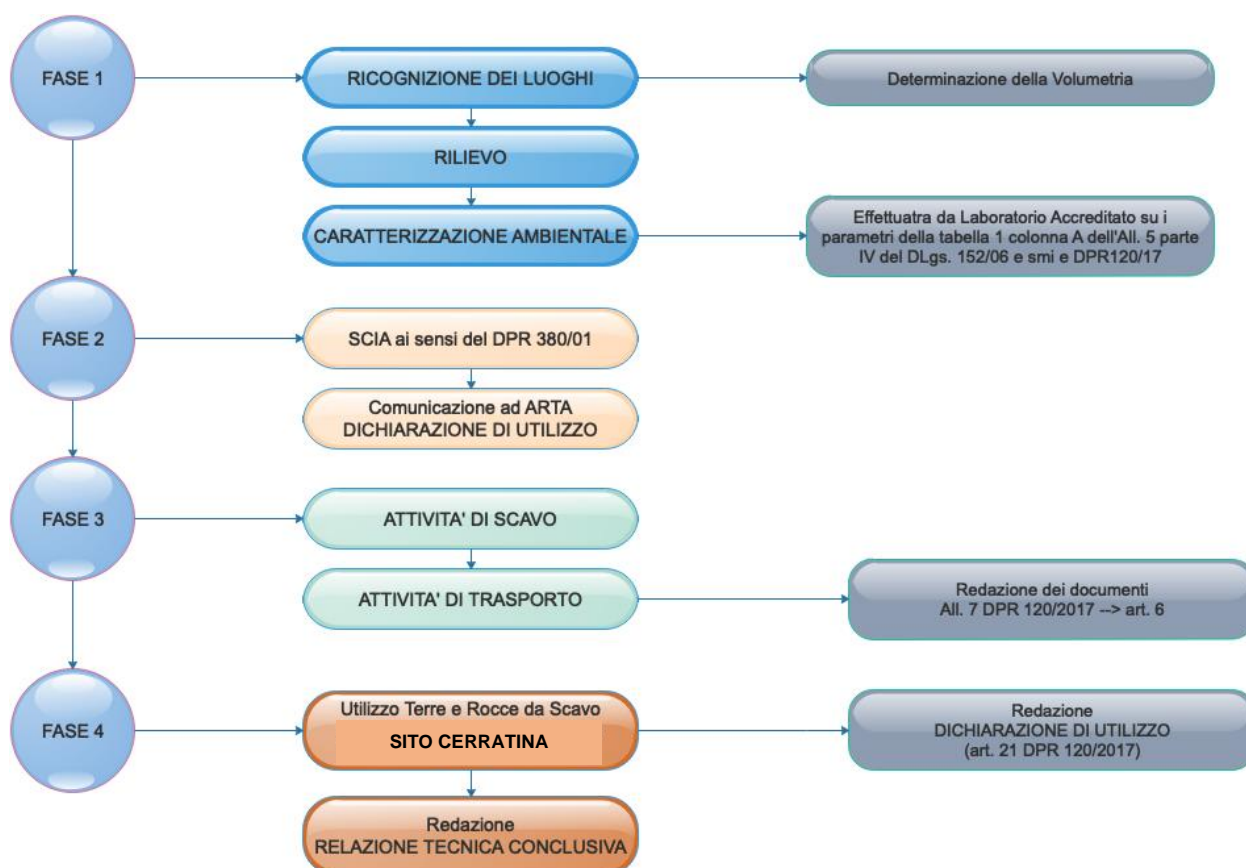 FASE 1
RICOGNIZIONE DEI LUOGHI
Determinazione della Volumetria
RILIEVO
CARATTERIZZAZIONE AMBIENTALE
Effettuatra da Laboratorio Accreditato su i
parametri della tabella 1 colonna A dell'All. 5 parte
IV del DLgs. 152/06 e smi e DPR120/17
FASE 2
SCIA ai sensi del DPR 380/01
Comunicazione ad ARTA
DICHIARAZIONE DI UTILIZZO
FASE 3
ATTIVITA' DI SCAVO
ATTIVITA' DI TRASPORTO
Redazione dei documenti
All. 7 DPR 120/2017 --> art. 6
FASE 4
Utilizzo Terre e Rocce da Scavo
SITO CERRATINA
Redazione
DICHIARAZIONE DI UTILIZZO
(art. 21 DPR 120/2017)
Redazione
RELAZIONE TECNICA CONCLUSIVA